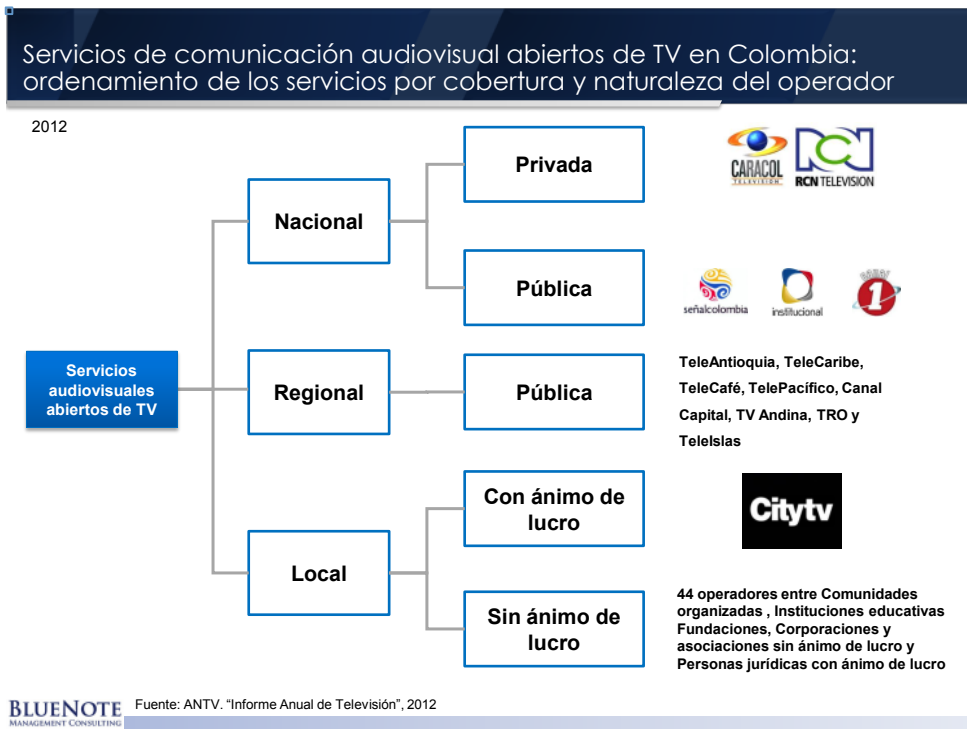 Servicios de comunicación audiovisual abiertos de TV en Colombia:
ordenamiento de los servicios por cobertura y naturaleza del operador
2012
Privada
CARACOL
TELEVISIÓN
RCN TELEVISION
Nacional
Pública
señalcolombia
institucional
CANAL
1
Servicios
audiovisuales
abiertos de TV
Regional
Pública
TeleAntioquia, TeleCaribe,
TeleCafé, TelePacífico, Canal
Capital, TV Andina, TRO y
TeleIslas
Con ánimo de
lucro
Citytv
Local
Sin ánimo de
lucro
44 operadores entre Comunidades
organizadas , Instituciones educativas
Fundaciones, Corporaciones y
asociaciones sin ánimo de lucro y
Personas jurídicas con ánimo de lucro
BLUENOTE
MANAGEMENT CONSULTING
Fuente: ANTV. “Informe Anual de Televisión”, 2012